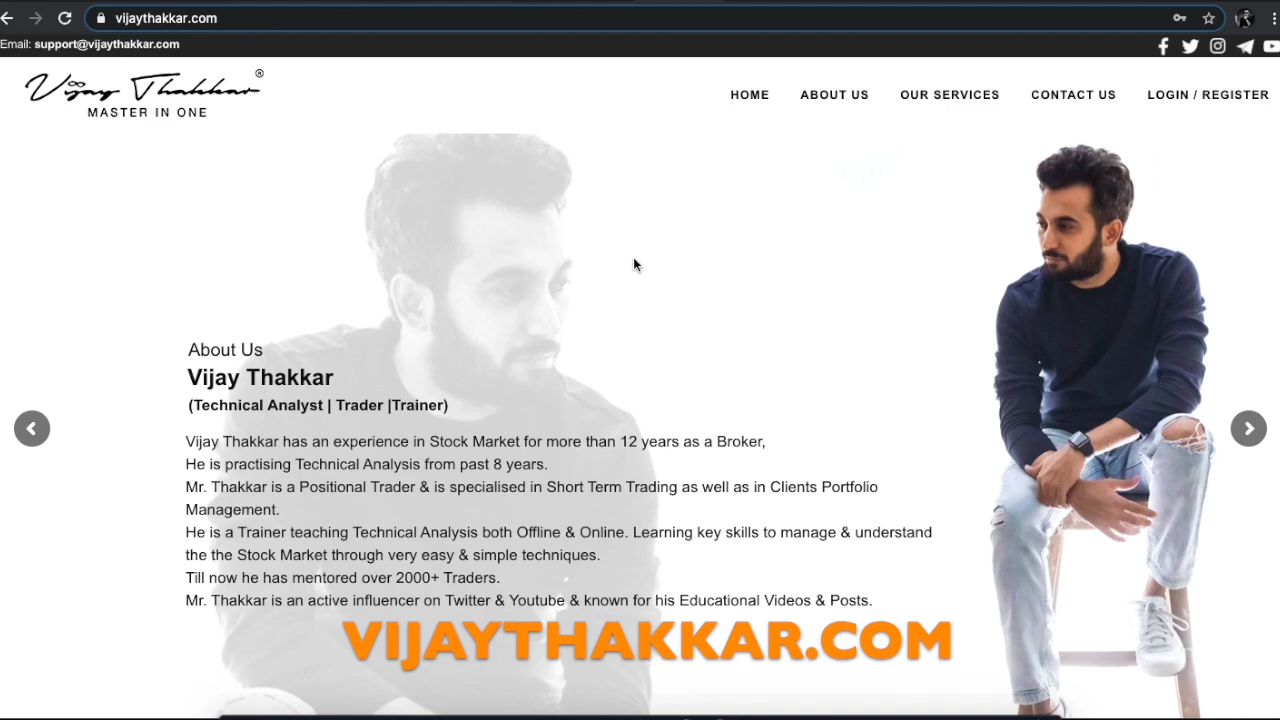 vijaythakkar.com
Email: support@vijaythakkar.com
Vijay Thakkar ®
MASTER IN ONE
HOME ABOUT US OUR SERVICES CONTACT US LOGIN / REGISTER
About Us
Vijay Thakkar
(Technical Analyst | Trader |Trainer)
Vijay Thakkar has an experience in Stock Market for more than 12 years as a Broker,
He is practising Technical Analysis from past 8 years.
Mr. Thakkar is a Positional Trader & is specialised in Short Term Trading as well as in Clients Portfolio
Management.
He is a Trainer teaching Technical Analysis both Offline & Online. Learning key skills to manage & understand
the the Stock Market through very easy & simple techniques.
Till now he has mentored over 2000+ Traders.
Mr. Thakkar is an active influencer on Twitter & Youtube & known for his Educational Videos & Posts.
VIJAYTHAKKAR.COM